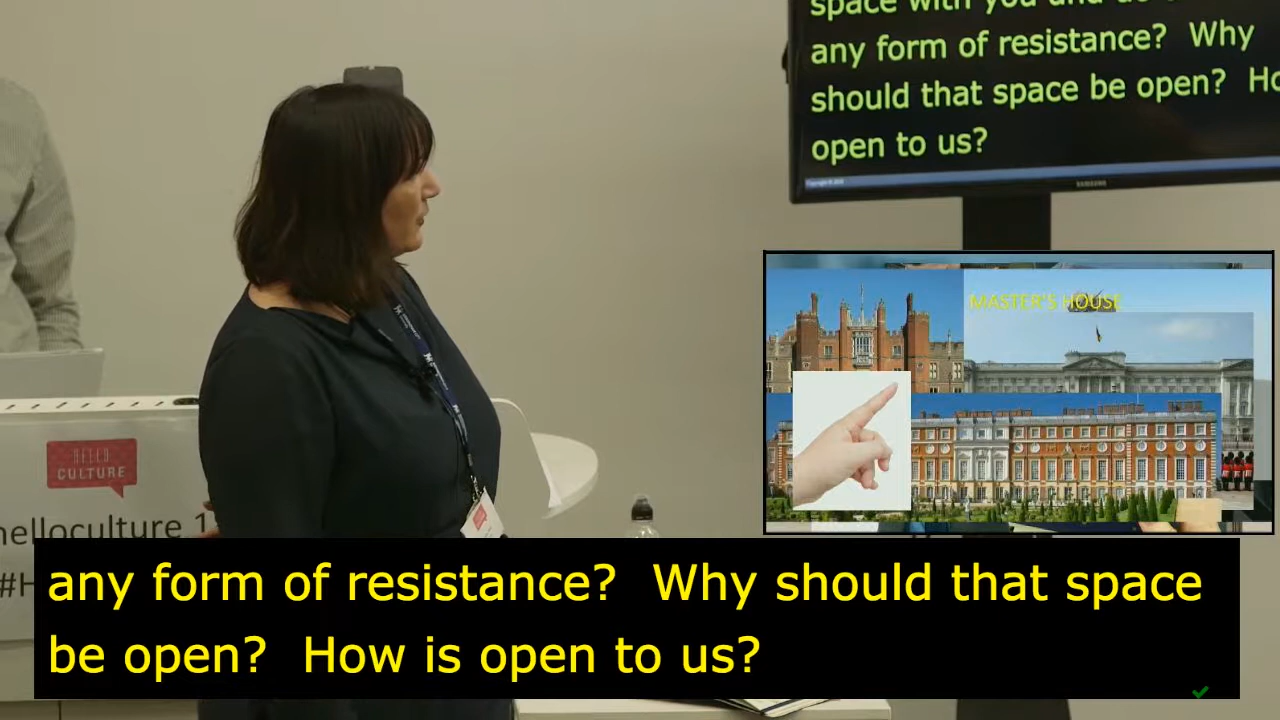 space with you and
any form of resistance? Why
should that space be open?
open to us?
SAMSUNG
MASTER'S HOUSE
HELLO
CULTURE
helloculture 1
#H
any form of resistance?  Why should that space
be open?  How is open to us?